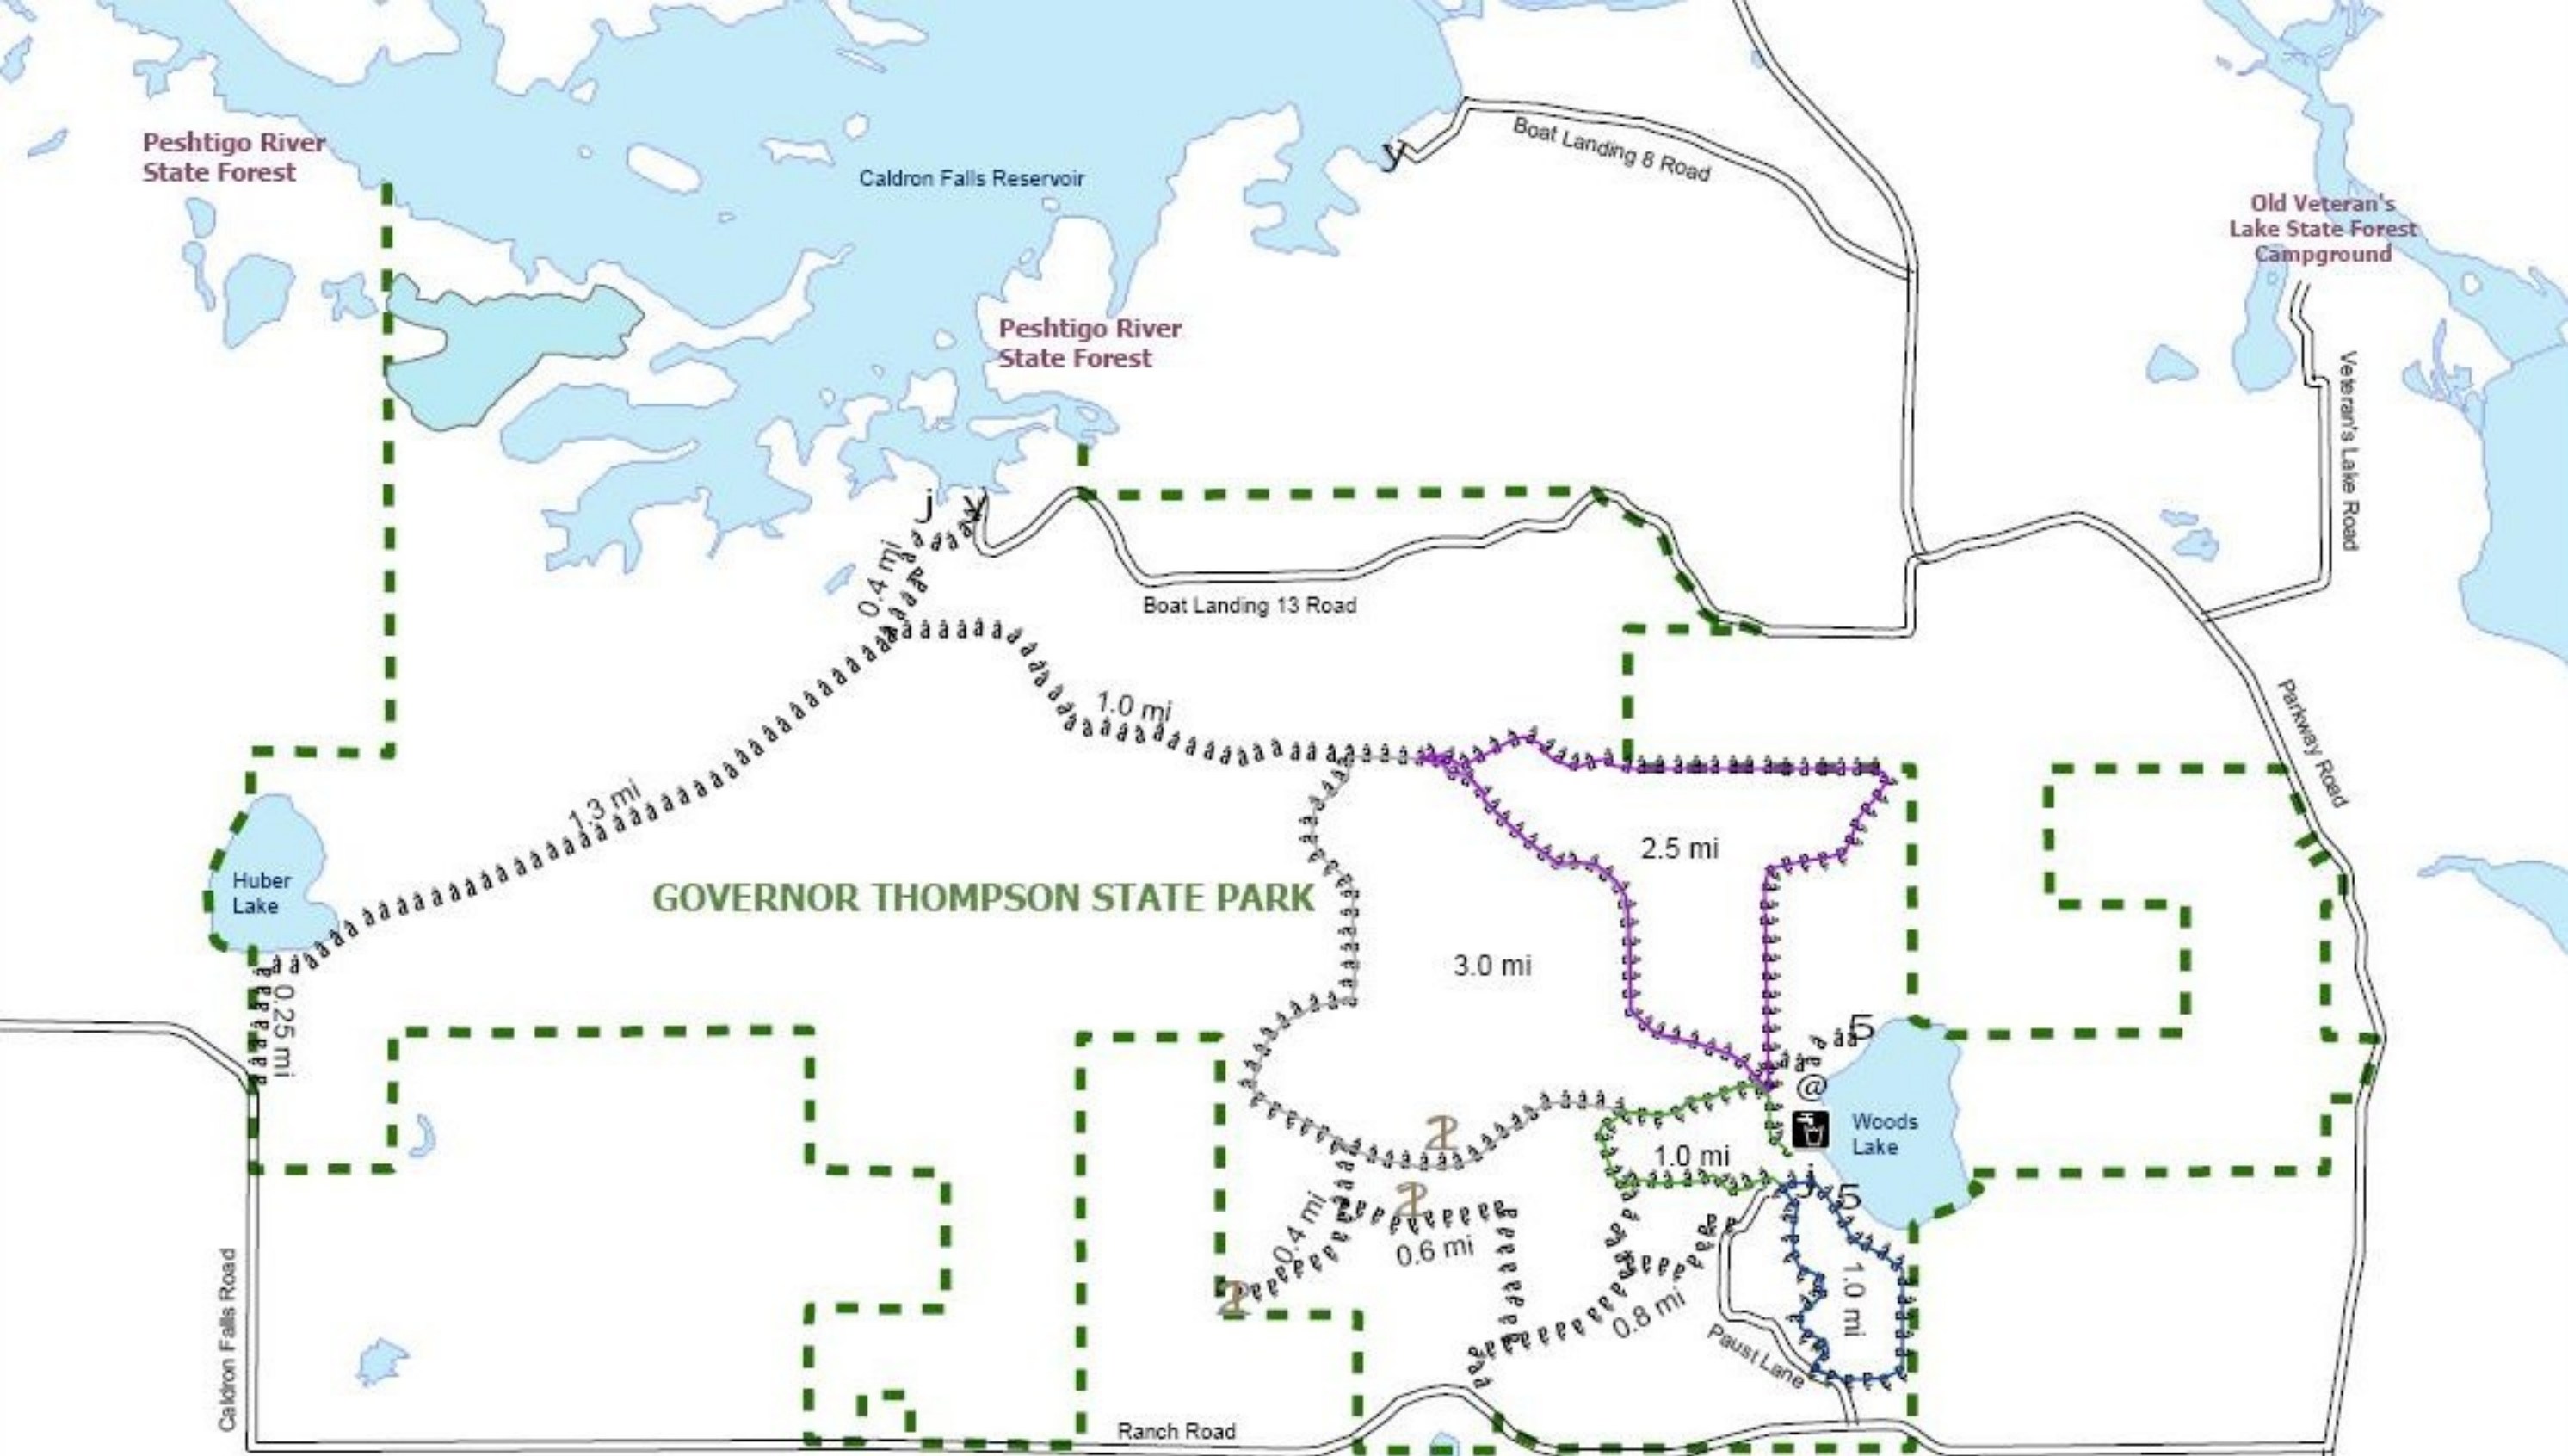 Peshtigo River
State Forest
Caldron Falls Reservoir
Boat Landing 8 Road
y
Old Veteran's
Lake State Forest
Campground
Peshtigo River
State Forest
Veteran's Lake Road
j
y
0.4 mi
Boat Landing 13 Road
1.0 mi
Parkway Road
1.3 mi
2.5 mi
Huber
Lake
GOVERNOR THOMPSON STATE PARK
3.0 mi
0.25 mi
5
@
Woods
Lake
1.0 mi
j
5
0.4 mi
0.6 mi
0.8 mi
1.0 mi
Paust Lane
Caldron Falls Road
Ranch Road